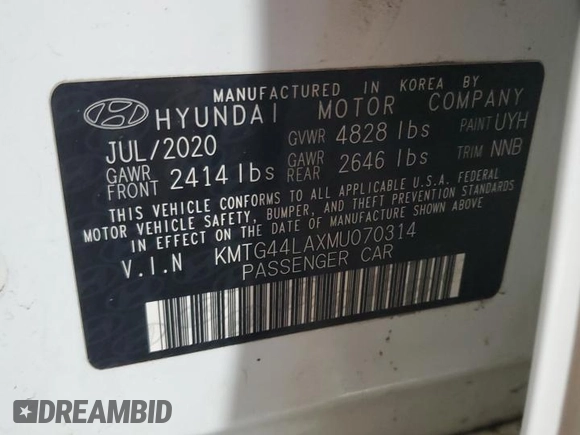 MANUFACTURED IN KOREA BY
HYUNDAI MOTOR COMPANY
JUL/2020 GVWR 4828 lbs PAINT UYH
GAWR FRONT 2414 lbs GAWR REAR 2646 lbs TRIM NNB
THIS VEHICLE CONFORMS TO ALL APPLICABLE U.S.A. FEDERAL
MOTOR VEHICLE SAFETY, BUMPER, AND THEFT PREVENTION STANDARDS
IN EFFECT ON THE DATE OF MANUFACTURE SHOWN ABOVE.
V.I.N KMTG44LAXMU070314
PASSENGER CAR
DREAMBID